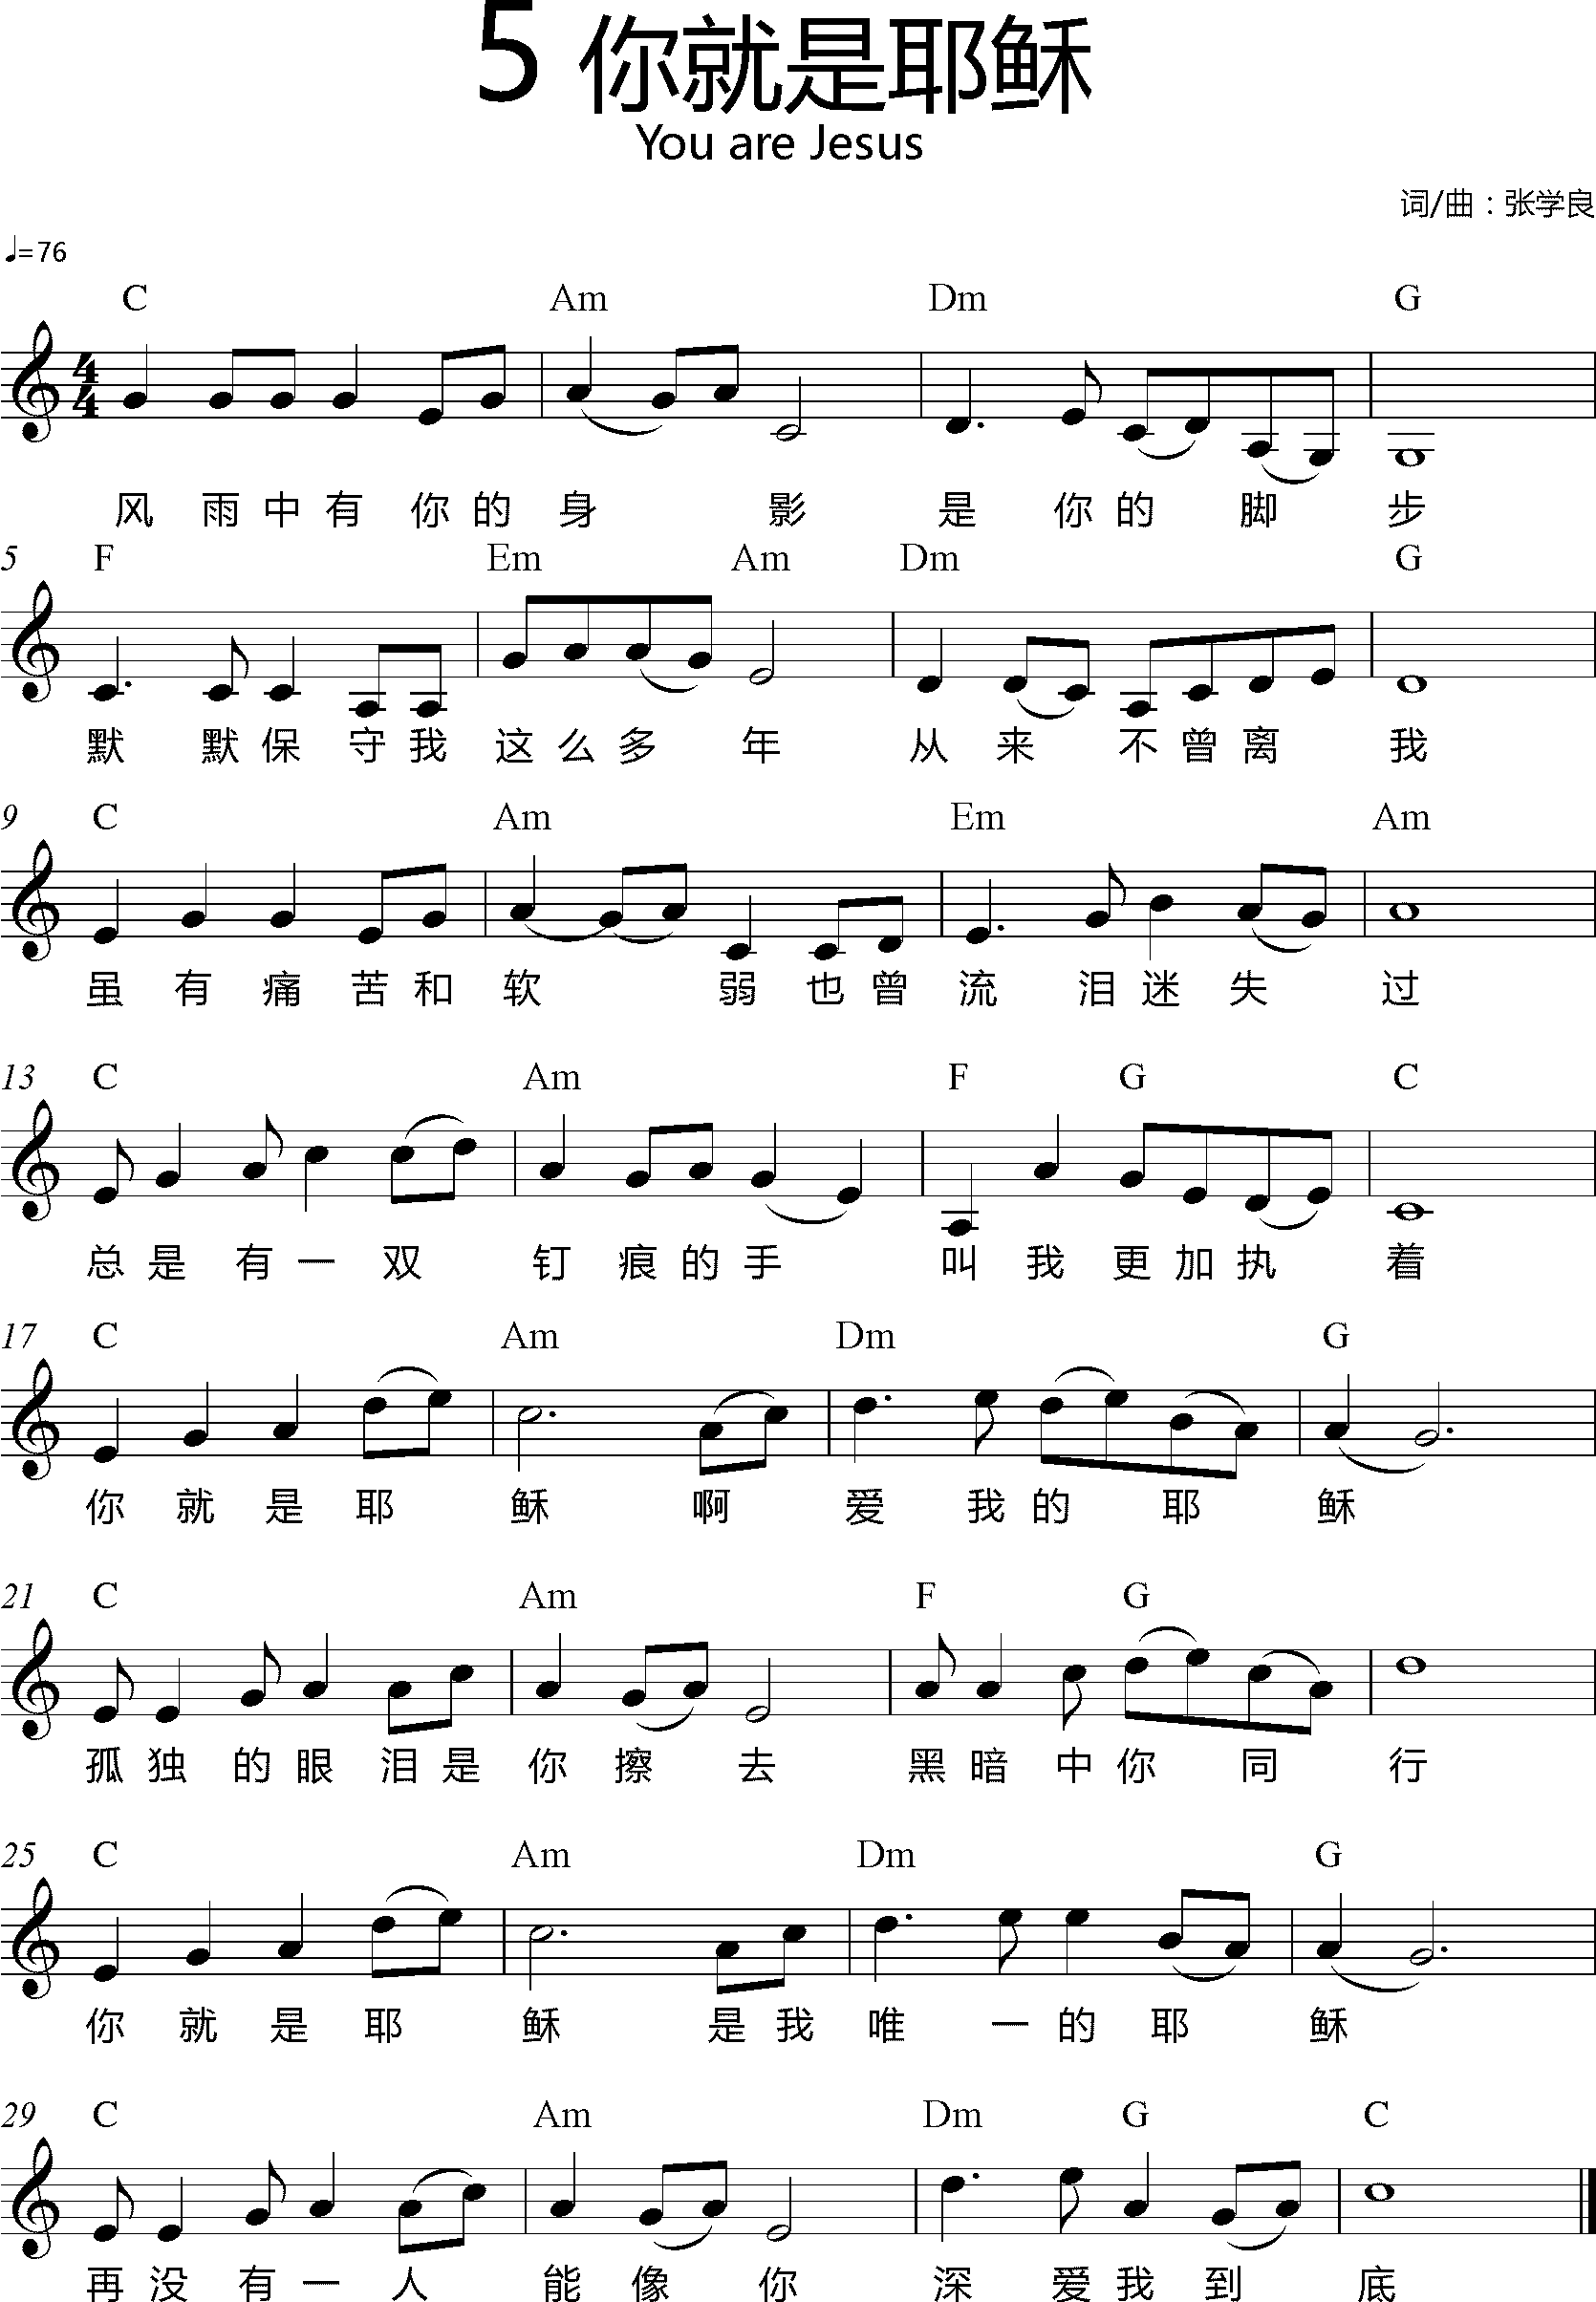 5 你就是耶稣
You are Jesus
词/曲：张学良
♩=76
C Am Dm G
4
4
风 雨 中 有 你 的 身 影 是 你 的 脚 步
5 F Em Am Dm G
默 默 保 守 我 这 么 多 年 从 来 不 曾 离 我
9 C Am Em Am
虽 有 痛 苦 和 软 弱 也 曾 流 泪 迷 失 过
13 C Am F G C
总 是 有 一 双 钉 痕 的 手 叫 我 更 加 执 着
17 C Am Dm G
你 就 是 耶 稣 啊 爱 我 的 耶 稣
21 C Am F G
孤 独 的 眼 泪 是 你 擦 去 黑 暗 中 你 同 行
25 C Am Dm G
你 就 是 耶 稣 是 我 唯 一 的 耶 稣
29 C Am Dm G C
再 没 有 一 人 能 像 你 深 爱 我 到 底